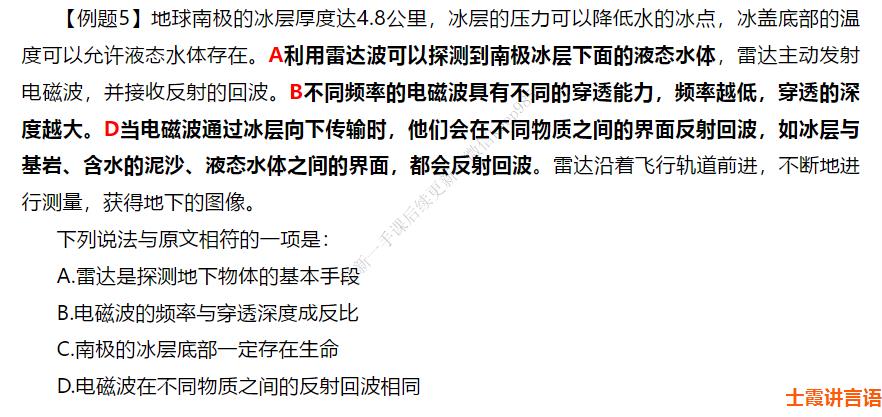 【例题5】地球南极的冰层厚度达4.8公里，冰层的压力可以降低水的冰点，冰盖底部的温
度可以允许液态水体存在。A利用雷达波可以探测到南极冰层下面的液态水体，雷达主动发射
电磁波，并接收反射的回波。B不同频率的电磁波具有不同的穿透能力，频率越低，穿透的深
度越大。D当电磁波通过冰层向下传输时，他们会在不同物质之间的界面反射回波，如冰层与
基岩、含水的泥沙、液态水体之间的界面，都会反射回波。雷达沿着飞行轨道前进，不断地进
行测量，获得地下的图像。
下列说法与原文相符的一项是：
A.雷达是探测地下物体的基本手段
B.电磁波的频率与穿透深度成反比
C.南极的冰层底部一定存在生命
D.电磁波在不同物质之间的反射回波相同
新一手课后续更新
士霞讲言语